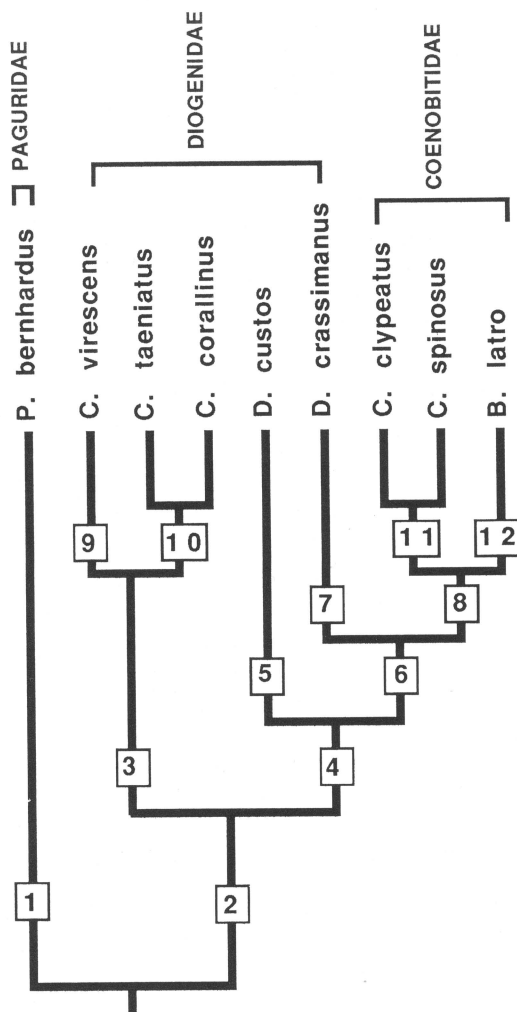 PAGURIDAE
DIOGENIDAE
COENOBITIDAE
P. bernhardus
C. virescens
C. taeniatus
C. corallinus
D. custos
D. crassimanus
C. clypeatus
C. spinosus
B. latro
9
10
11
12
7
8
5
6
3
4
1
2